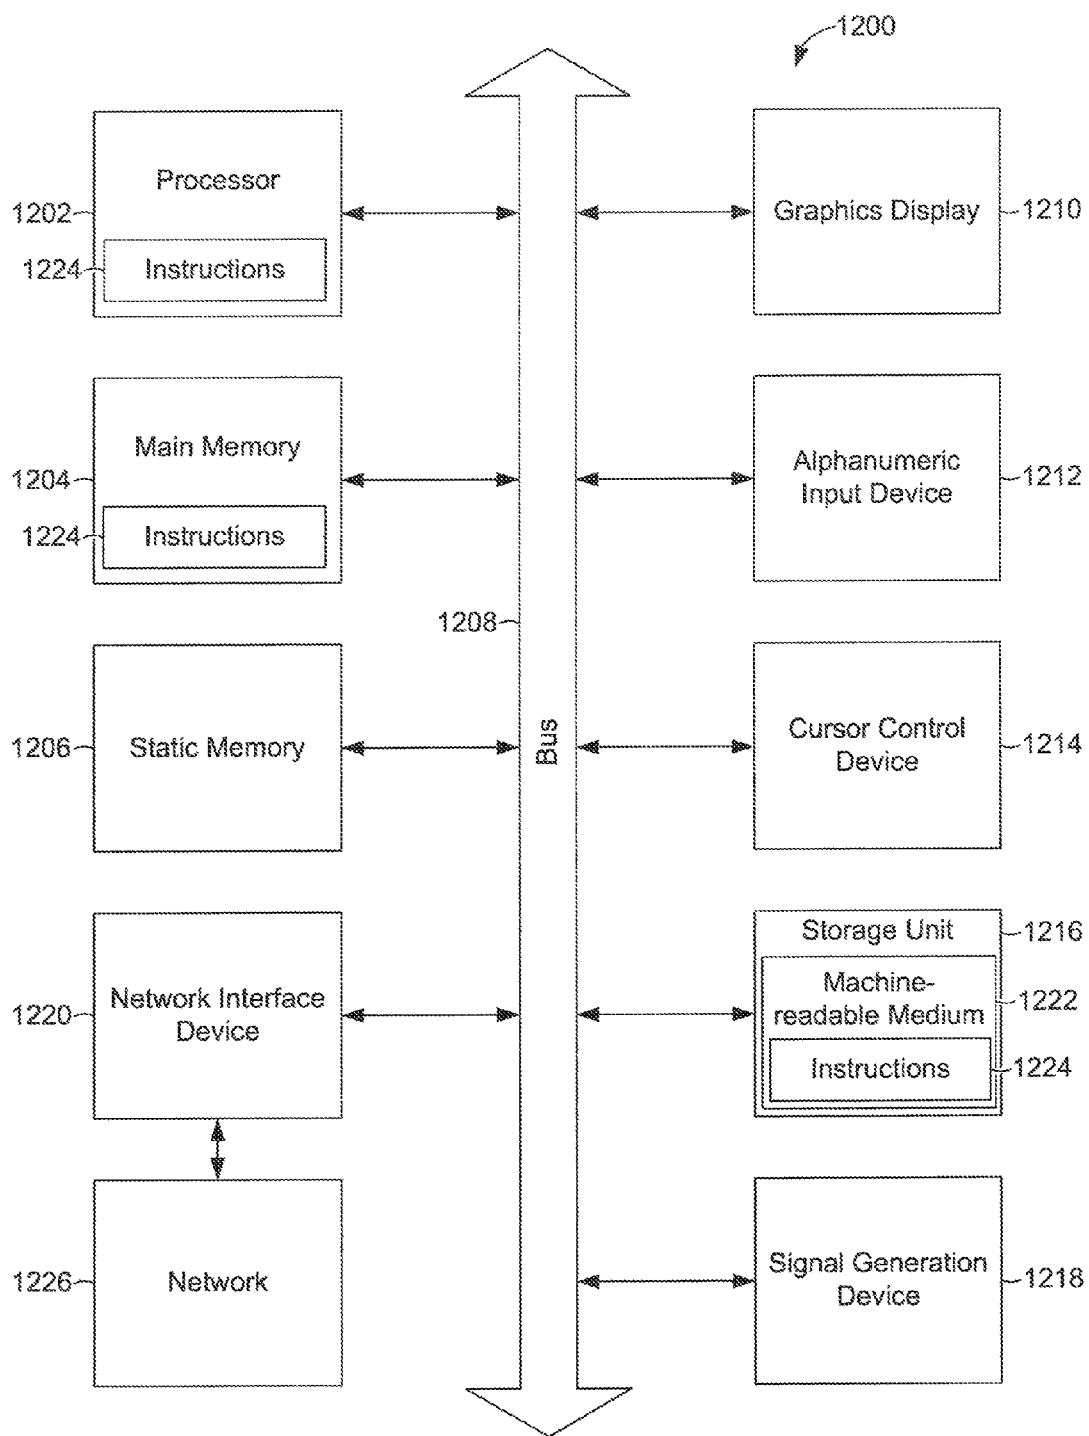 1200
Processor
1202
1224
Instructions
Main Memory
1204
1224
Instructions
1206
Static Memory
1220
Network Interface
Device
1226
Network
1208
Bus
Graphics Display
1210
Alphanumeric
Input Device
1212
Cursor Control
Device
1214
Storage Unit
1216
Machine-
readable Medium
1222
Instructions
1224
Signal Generation
Device
1218